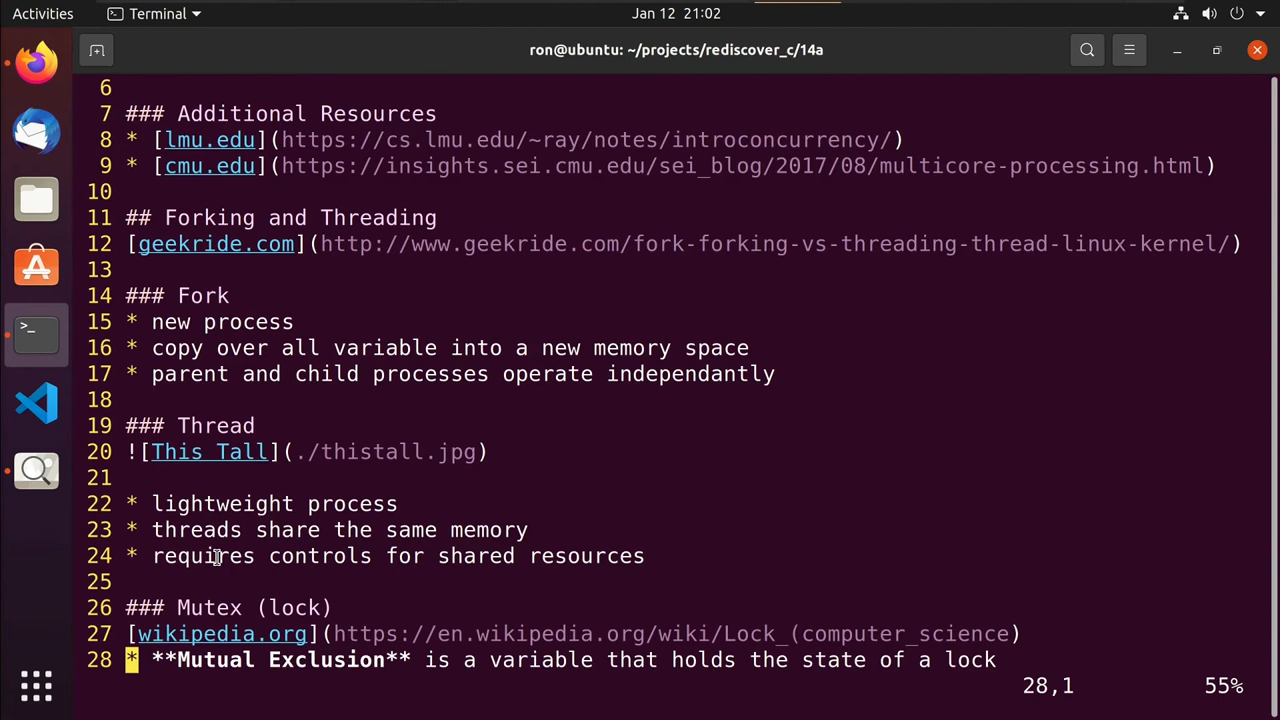 Activities
Terminal
Jan 12 21:02
ron@ubuntu: ~/projects/rediscover_c/14a
6
7 ### Additional Resources
8 * [lmu.edu](https://cs.lmu.edu/~ray/notes/introconcurrency/)
9 * [cmu.edu](https://insights.sei.cmu.edu/sei_blog/2017/08/multicore-processing.html)
10
11 ## Forking and Threading
12 [geekride.com](http://www.geekride.com/fork-forking-vs-threading-thread-linux-kernel/)
13
14 ### Fork
15 * new process
16 * copy over all variable into a new memory space
17 * parent and child processes operate independantly
18
19 ### Thread
20 ![This Tall](./thistall.jpg)
21
22 * lightweight process
23 * threads share the same memory
24 * requires controls for shared resources
25
26 ### Mutex (lock)
27 [wikipedia.org](https://en.wikipedia.org/wiki/Lock_(computer_science)
28 * **Mutual Exclusion** is a variable that holds the state of a lock
28,1 55%